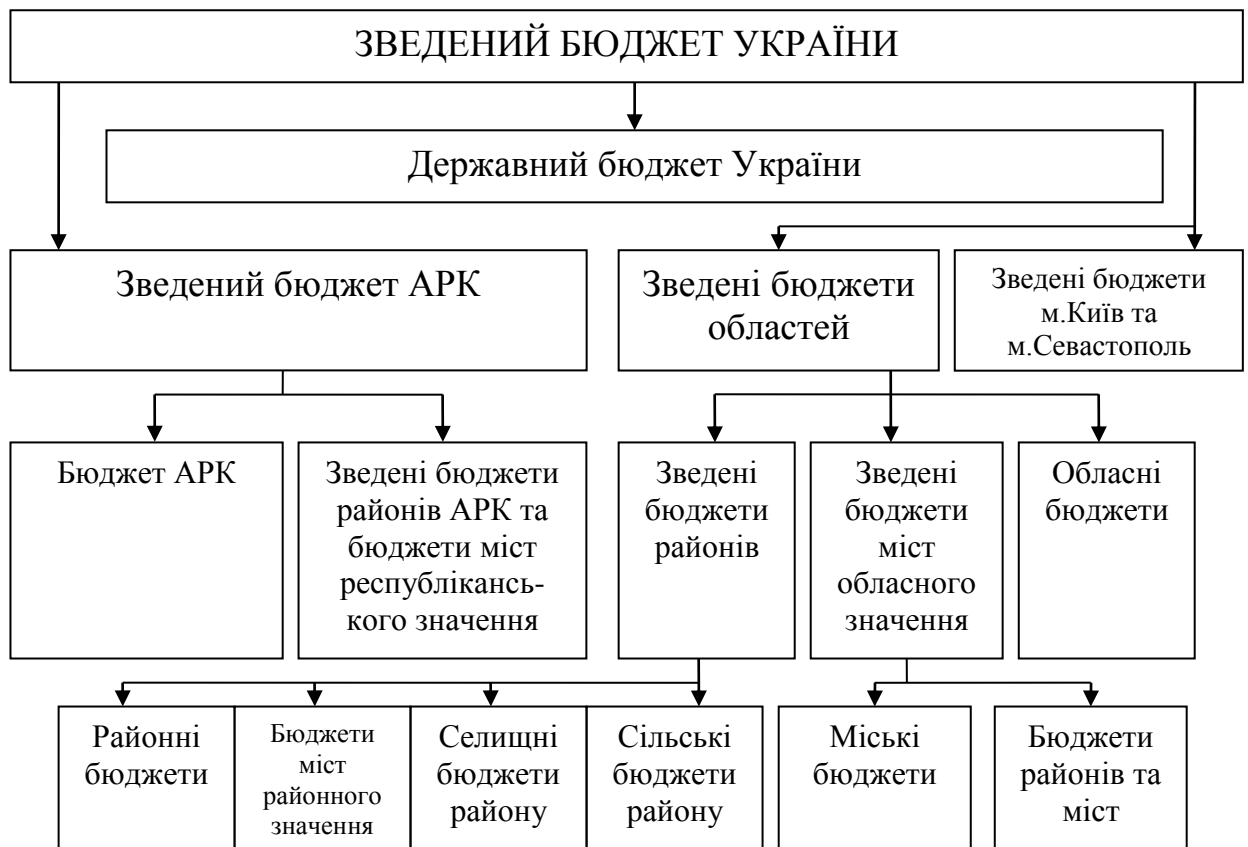 ЗВЕДЕНИЙ БЮДЖЕТ УКРАЇНИ
Державний бюджет України
Зведений бюджет АРК
Зведені бюджети
областей
Зведені бюджети
м.Київ та
м.Севастополь
Бюджет АРК
Зведені бюджети
районів АРК та
бюджети міст
республікансь-
кого значення
Зведені
бюджети
районів
Зведені
бюджети
міст
обласного
значення
Обласні
бюджети
Районні
бюджети
Бюджети
міст
районного
значення
Селищні
бюджети
району
Сільські
бюджети
району
Міські
бюджети
Бюджети
районів та
міст